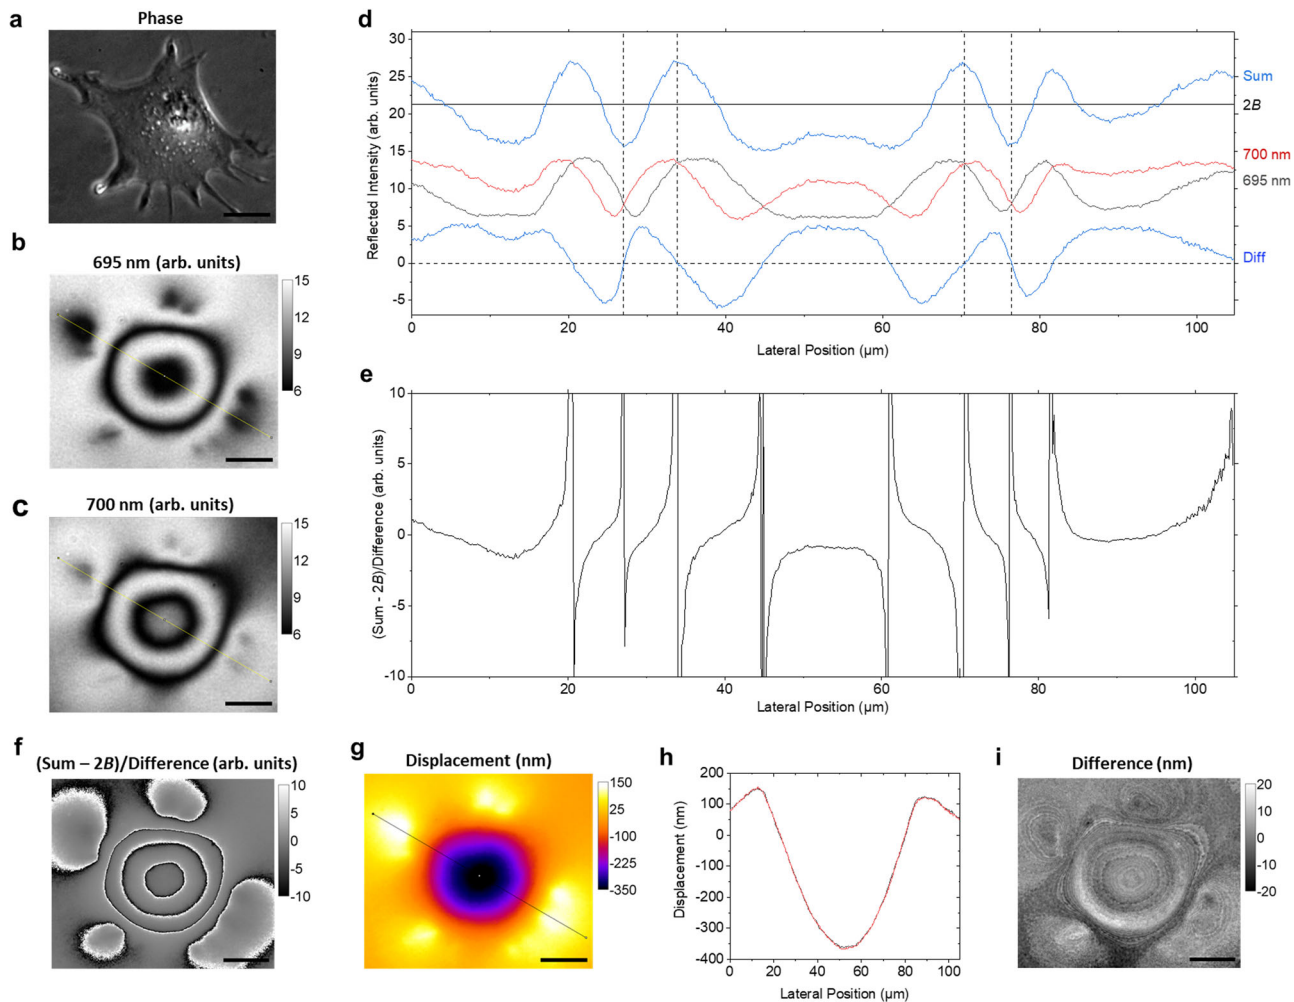 a
Phase
b
695 nm (arb. units)
15
12
9
6
c
700 nm (arb. units)
15
12
9
6
d
Reflected Intensity (arb. units)
30
25
20
15
10
5
0
-5
0
20
40
60
80
100
Lateral Position (µm)
Sum
2B
700 nm
695 nm
Diff
e
(Sum - 2B)/Difference (arb. units)
10
5
0
-5
-10
0
20
40
60
80
100
Lateral Position (µm)
f
(Sum – 2B)/Difference (arb. units)
10
5
0
-5
-10
g
Displacement (nm)
150
25
-100
-225
-350
h
Displacement (nm)
200
100
0
-100
-200
-300
-400
0
20
40
60
80
100
Lateral Position (µm)
i
Difference (nm)
20
10
0
-10
-20